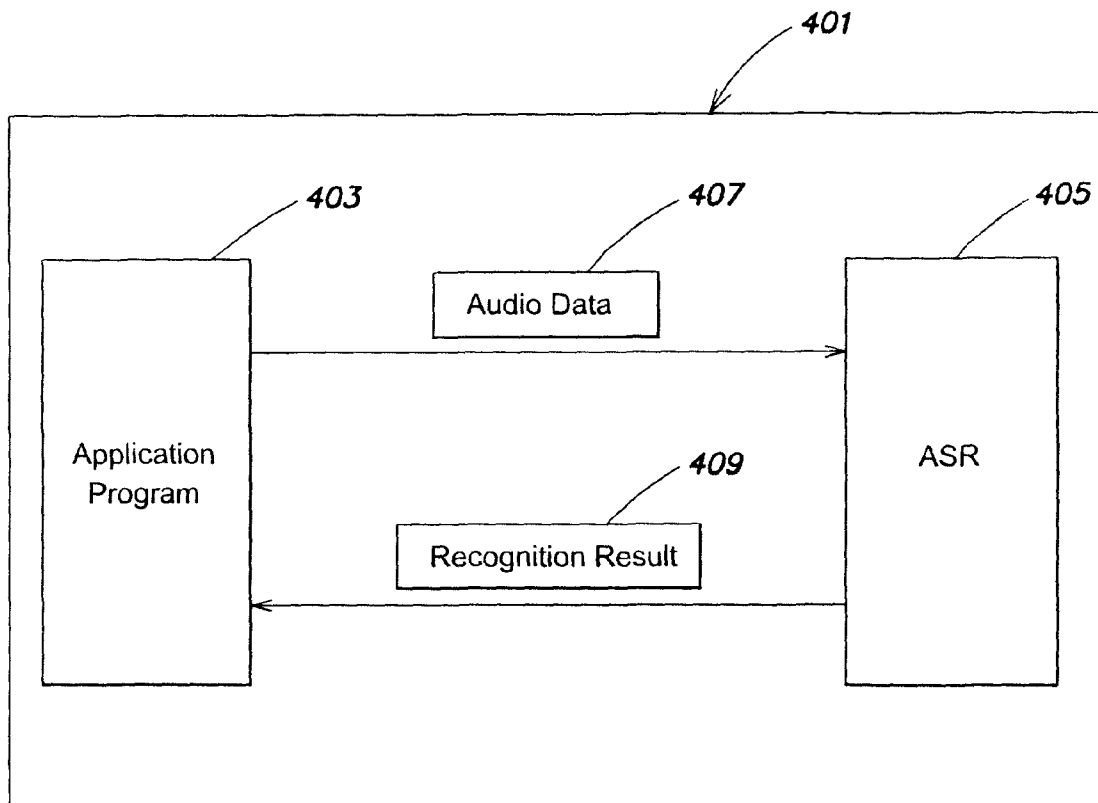 401
403
407
405
Audio Data
Application
Program
ASR
409
Recognition Result